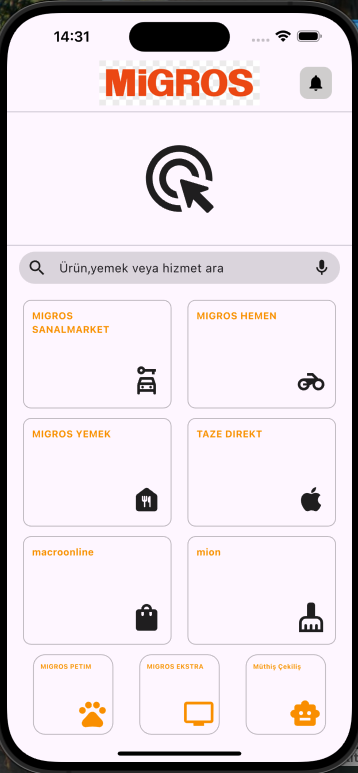 14:31
MiGROS
Ürün,yemek veya hizmet ara
MIGROS
SANALMARKET
MIGROS HEMEN
MIGROS YEMEK
TAZE DIREKT
macroonline
mion
MIGROS PETIM
MIGROS EKSTRA
Müthiş Çekiliş